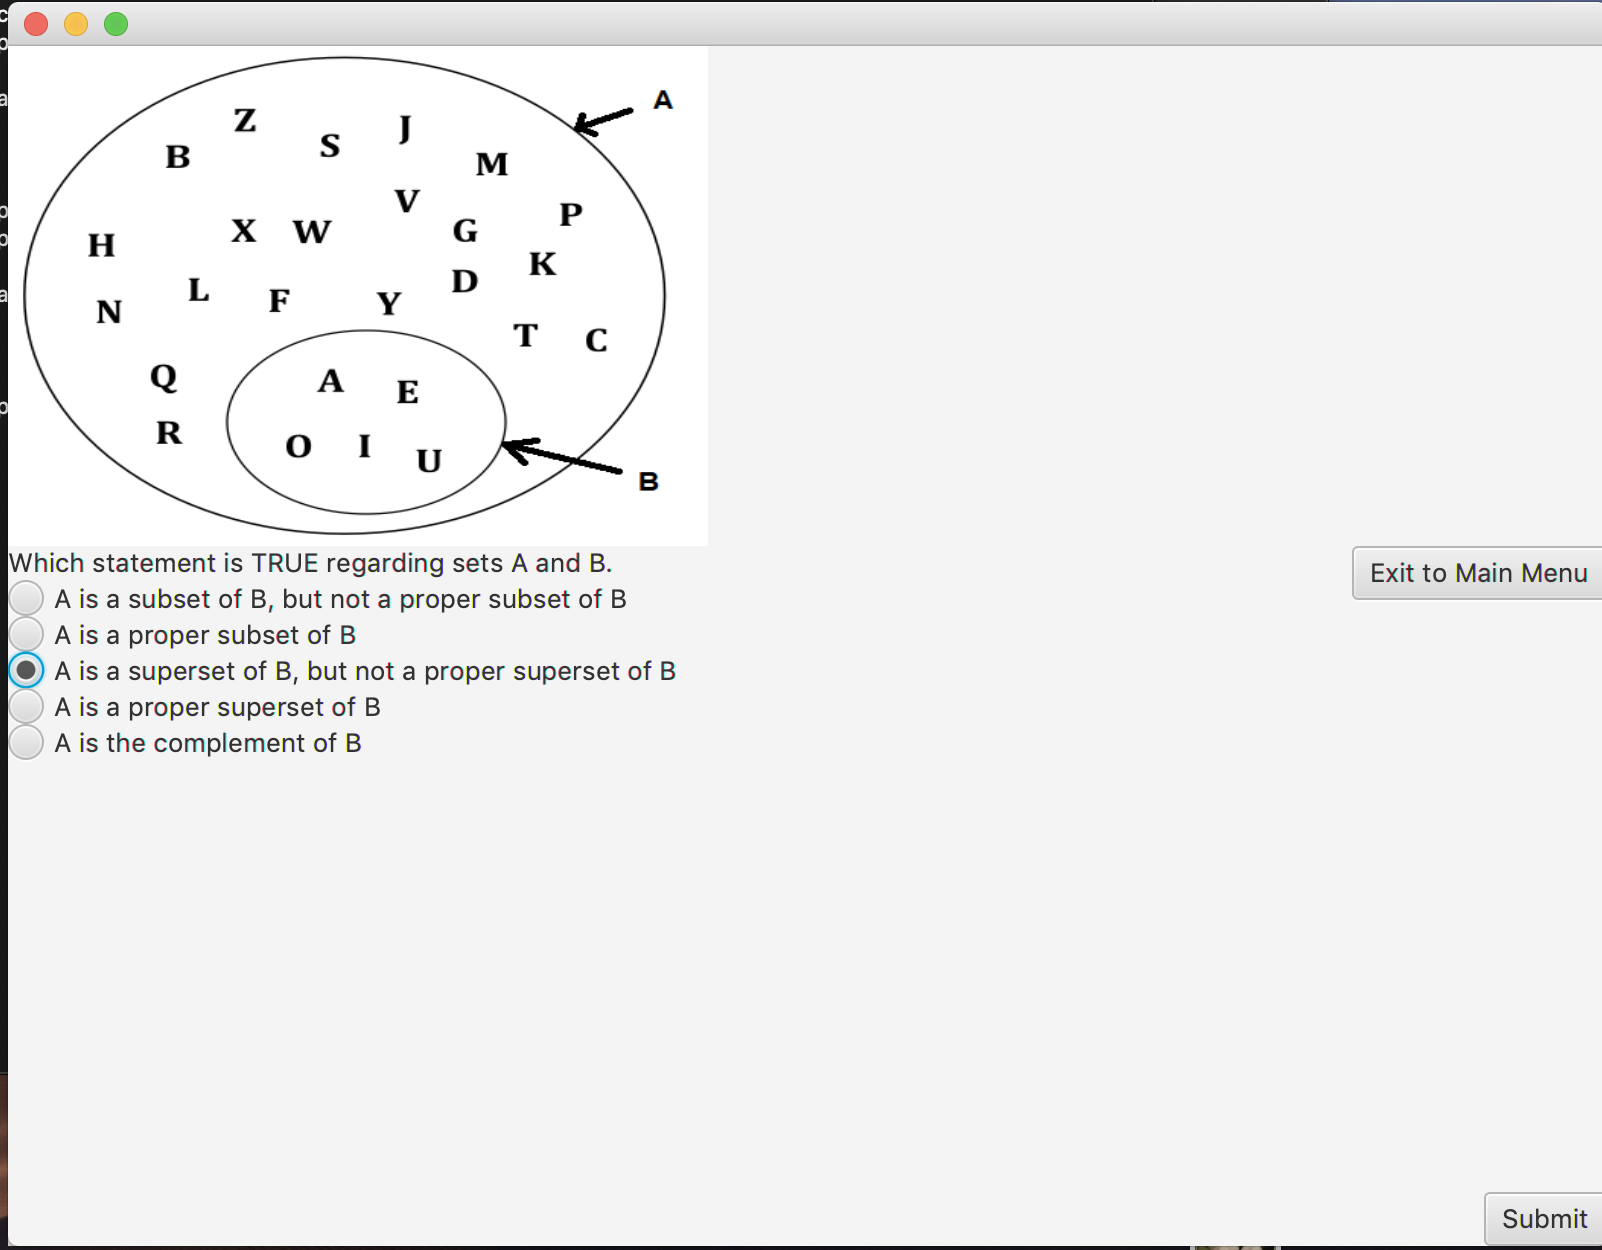 A
Z
J
S
B
M
V
P
X W G
H
K
D
L
F Y
N
T C
Q
A E
R
O I U
B
Which statement is TRUE regarding sets A and B.
Exit to Main Menu
A is a subset of B, but not a proper subset of B
A is a proper subset of B
A is a superset of B, but not a proper superset of B
A is a proper superset of B
A is the complement of B
Submit